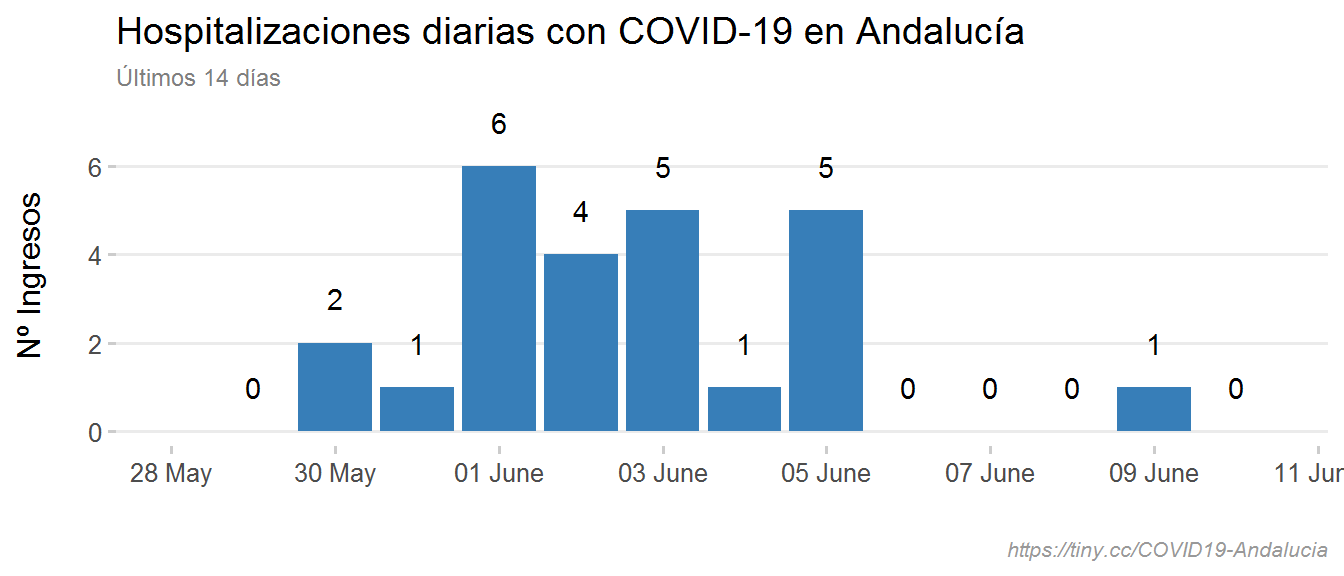 Hospitalizaciones diarias con COVID-19 en Andalucía
Últimos 14 días
Nº Ingresos
6
4
2
0
0
2
1
6
4
5
1
5
0
0
0
1
0
28 May
30 May
01 June
03 June
05 June
07 June
09 June
11 Jun
https://tiny.cc/COVID19-Andalucia